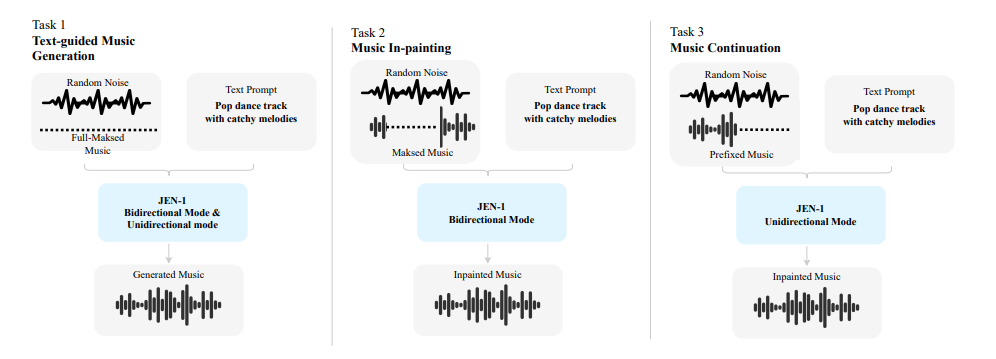 Task 1
Text-guided Music
Generation
Random Noise
Full-Maksed
Music
Text Prompt
Pop dance track
with catchy melodies
JEN-1
Bidirectional Mode &
Unidirectional mode
Generated Music
Task 2
Music In-painting
Random Noise
Maksed Music
Text Prompt
Pop dance track
with catchy melodies
JEN-1
Bidirectional Mode
Inpainted Music
Task 3
Music Continuation
Random Noise
Prefixed Music
Text Prompt
Pop dance track
with catchy melodies
JEN-1
Unidirectional Mode
Inpainted Music